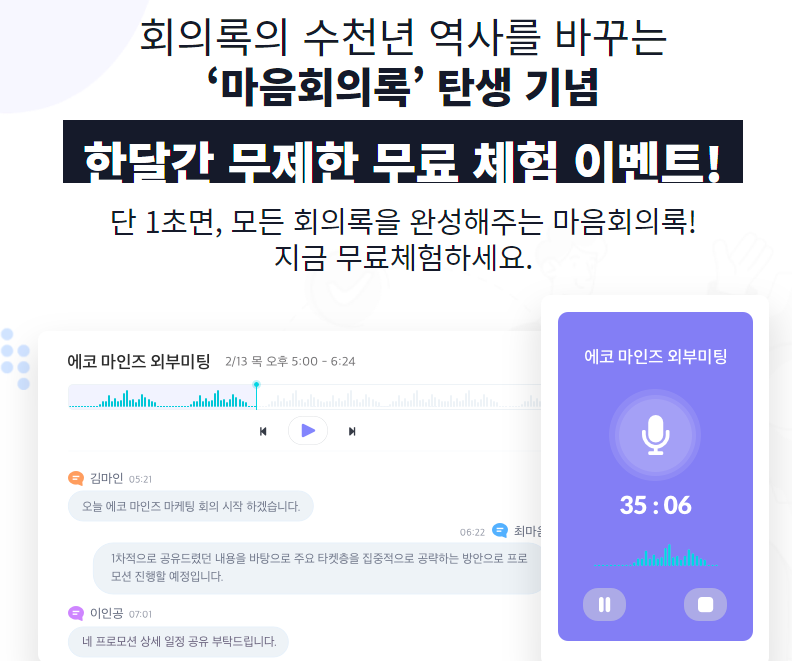 회의록의 수천년 역사를 바꾸는
‘마음회의록’ 탄생 기념
한달간 무제한 무료 체험 이벤트!
단 1초면, 모든 회의록을 완성해주는 마음회의록!
지금 무료체험하세요.
에코 마인즈 외부미팅 2/13 목 오후 5:00 - 6:24
김마인 05:21
오늘 에코 마인즈 마케팅 회의 시작 하겠습니다.
06:22 최마음
1차적으로 공유드렸던 내용을 바탕으로 주요 타켓층을 집중적으로 공략하는 방안으로 프로
모션 진행할 예정입니다.
이인공 07:01
네 프로모션 상세 일정 공유 부탁드립니다.
에코 마인즈 외부미팅
35 : 06